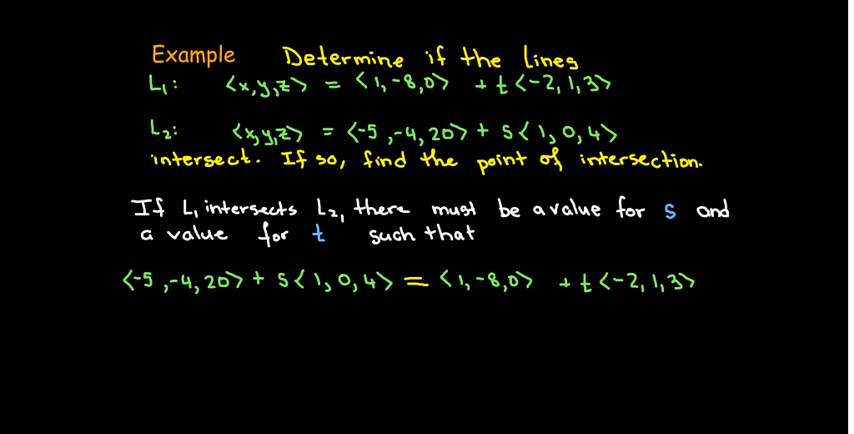 Example Determine if the lines
L₁: <x,y,z> = <1,-8,0> + t<-2,1,3>
L₂: <x,y,z> = <-5,-4,20> + s<1,0,4>
intersect. If so, find the point of intersection.
If L₁ intersects L₂, there must be a value for s and
a value for t such that
<-5,-4,20> + s<1,0,4> = <1,-8,0> + t<-2,1,3>